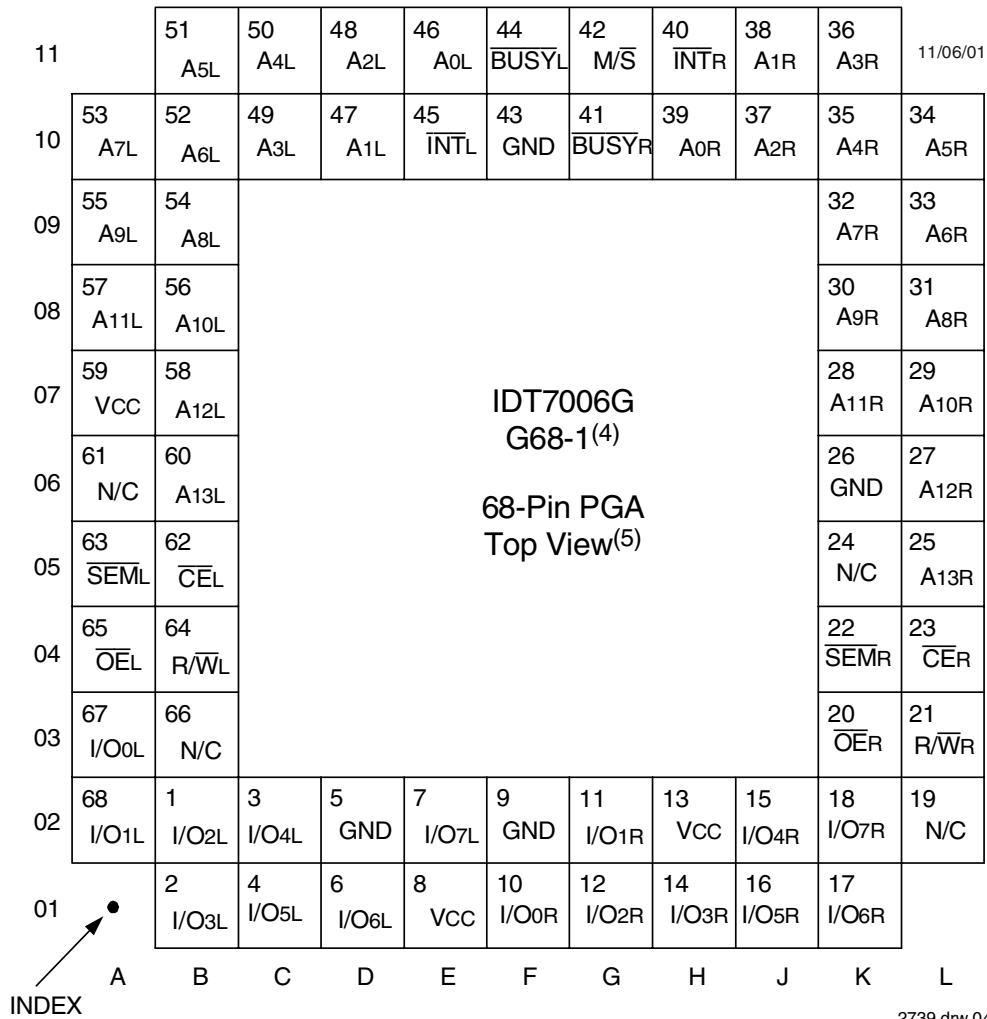 11 51 50 48 46 44 42 40 38 36 11/06/01
A5L A4L A2L A0L BUSYL M/S INTR A1R A3R
10 53 52 49 47 45 43 41 39 37 35 34
A7L A6L A3L A1L INTL GND BUSYR A0R A2R A4R A5R
09 55 54 32 33
A9L A8L A7R A6R
08 57 56 30 31
A11L A10L A9R A8R
07 59 58 28 29
VCC A12L A11R A10R
IDT7006G
G68-1(4)
06 61 60 26 27
N/C A13L GND A12R
68-Pin PGA
Top View(5)
05 63 62 24 25
SEML CEL N/C A13R
04 65 64 22 23
OEL R/WL SEMR CER
03 67 66 20 21
I/O0L N/C OER R/WR
02 68 1 3 5 7 9 11 13 15 18 19
I/O1L I/O2L I/O4L GND I/O7L GND I/O1R VCC I/O4R I/O7R N/C
01 2 4 6 8 10 12 14 16 17
I/O3L I/O5L I/O6L VCC I/O0R I/O2R I/O3R I/O5R I/O6R
A B C D E F G H J K L
INDEX
2739 drw 04